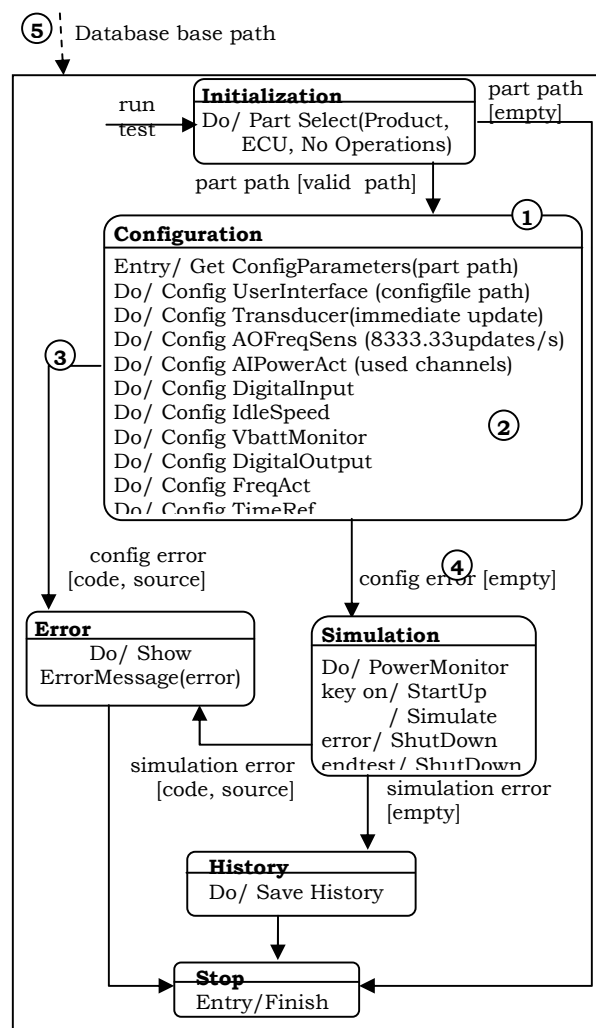 5 Database base path
run
test
Initialization
Do/ Part Select(Product,
ECU, No Operations)
part path
[empty]
part path [valid path]
1
Configuration
Entry/ Get ConfigParameters(part path)
Do/ Config UserInterface (configfile path)
Do/ Config Transducer(immediate update)
Do/ Config AOFreqSens (8333.33updates/s)
Do/ Config AIPowerAct (used channels)
Do/ Config DigitalInput
Do/ Config IdleSpeed
Do/ Config VbattMonitor
Do/ Config DigitalOutput
Do/ Config FreqAct
Do/ Config TimeRef
3
2
config error
[code, source]
4
config error [empty]
Error
Do/ Show
ErrorMessage(error)
Simulation
Do/ PowerMonitor
key on/ StartUp
/ Simulate
error/ ShutDown
endtest/ ShutDown
simulation error
[code, source]
simulation error
[empty]
History
Do/ Save History
Stop
Entry/Finish